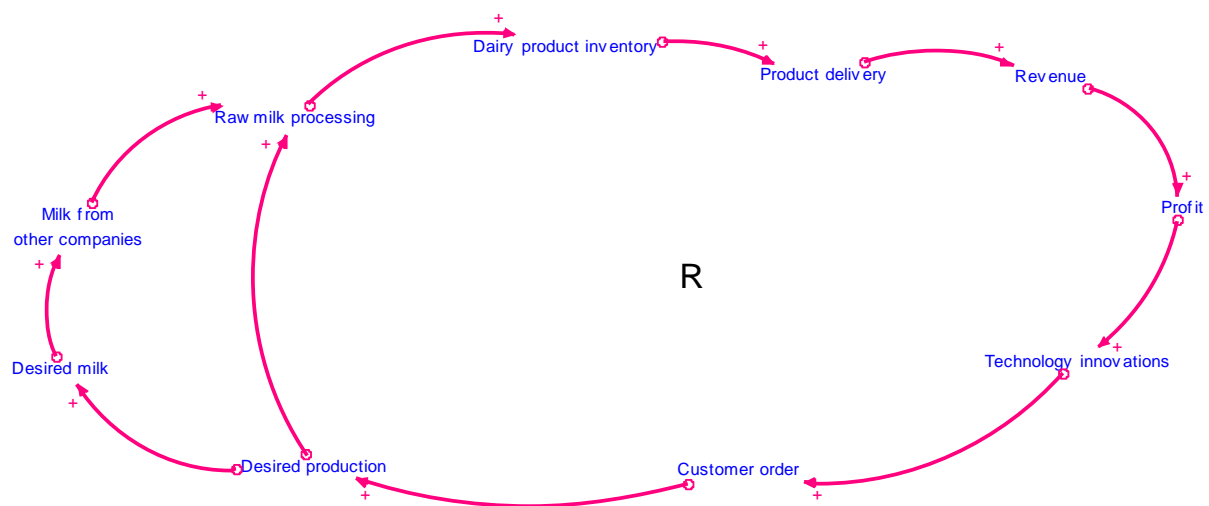 +
Dairy product inventory
+
Product delivery
+
Revenue
+
Raw milk processing
+
+
Profit
Milk from
other companies
+
R
+
Technology innovations
+
Desired milk
+
Desired production
+
Customer order
+